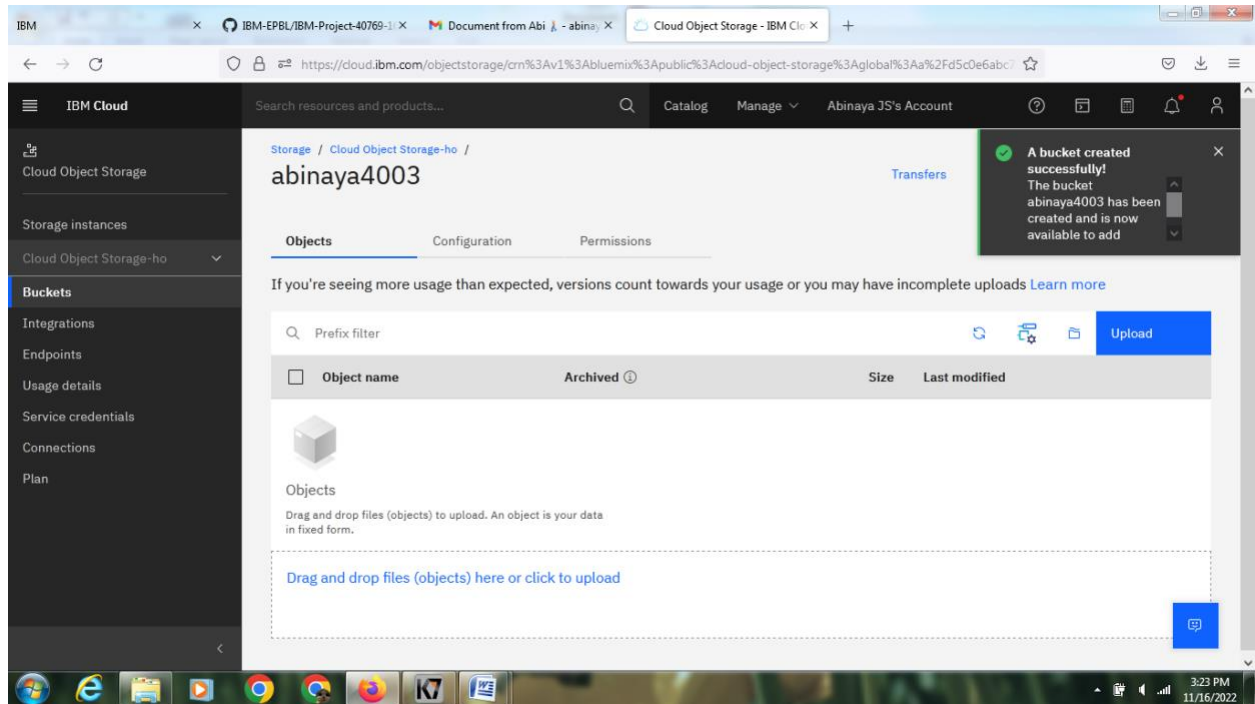 IBM
IBM-EPBL/IBM-Project-40769-1
Document from Abi - abinay
Cloud Object Storage - IBM Clo
https://cloud.ibm.com/objectstorage/crn%3Av1%3Abluemix%3Apublic%3Acloud-object-storage%3Aglobal%3Aa%2Fd5c0e6abc7
IBM Cloud
Search resources and products...
Catalog
Manage
Abinaya JS's Account
Cloud Object Storage
Storage instances
Cloud Object Storage-ho
Buckets
Integrations
Endpoints
Usage details
Service credentials
Connections
Plan
Storage / Cloud Object Storage-ho /
abinaya4003
Transfers
A bucket created
successfully!
The bucket
abinaya4003 has been
created and is now
available to add
Objects
Configuration
Permissions
If you're seeing more usage than expected, versions count towards your usage or you may have incomplete uploads Learn more
Prefix filter
Upload
Object name
Archived
Size
Last modified
Objects
Drag and drop files (objects) to upload. An object is your data
in fixed form.
Drag and drop files (objects) here or click to upload
K7
3:23 PM
11/16/2022